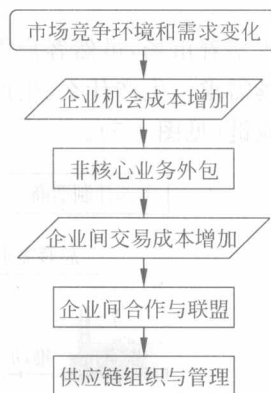 市场竞争环境和需求变化
企业机会成本增加
非核心业务外包
企业间交易成本增加
企业间合作与联盟
供应链组织与管理